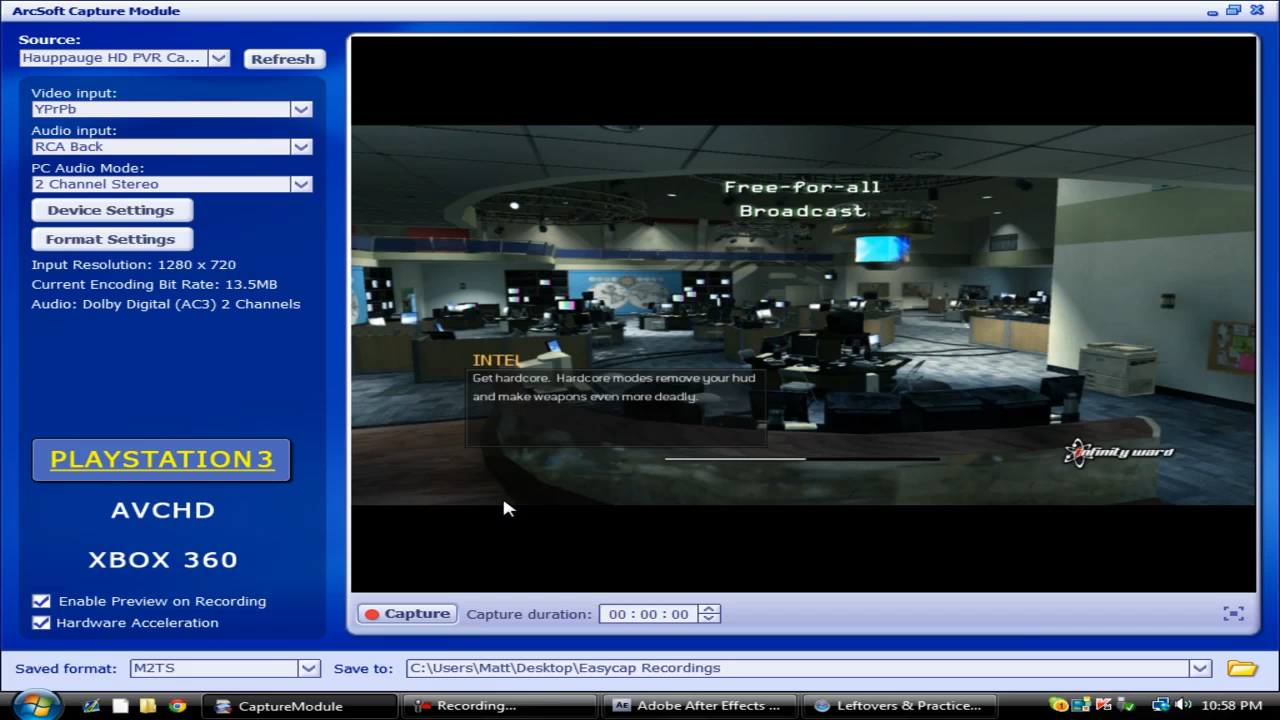 ArcSoft Capture Module
Source:
Hauppauge HD PVR Ca...
Refresh
Video input:
YPrPb
Audio input:
RCA Back
PC Audio Mode:
2 Channel Stereo
Device Settings
Format Settings
Input Resolution: 1280 x 720
Current Encoding Bit Rate: 13.5MB
Audio: Dolby Digital (AC3) 2 Channels
PLAYSTATION3
AVCHD
XBOX 360
Enable Preview on Recording
Hardware Acceleration
Free-for-all
Broadcast
INTEL
Get hardcore. Hardcore modes remove your hud
and make weapons even more deadly.
infinity ward
Capture
Capture duration:
00 : 00 : 00
Saved format:
M2TS
Save to:
C:\Users\Matt\Desktop\Easycap Recordings
CaptureModule
Recording...
AE Adobe After Effects ...
Leftovers & Practice...
10:58 PM